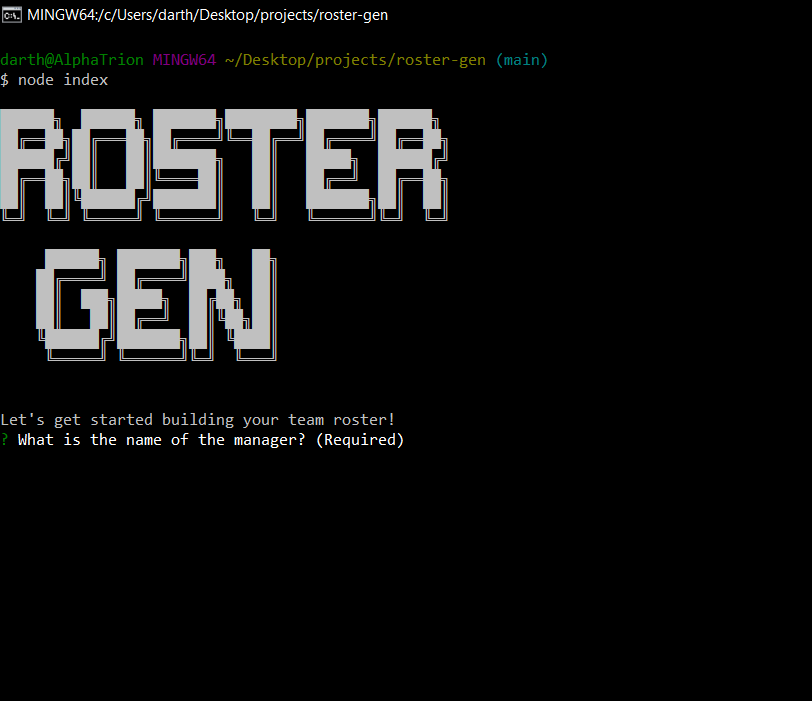 MINGW64:/c/Users/darth/Desktop/projects/roster-gen
darth@AlphaTrion MINGW64 ~/Desktop/projects/roster-gen (main)
$ node index
ROSTER
GEN
Let's get started building your team roster!
? What is the name of the manager? (Required)